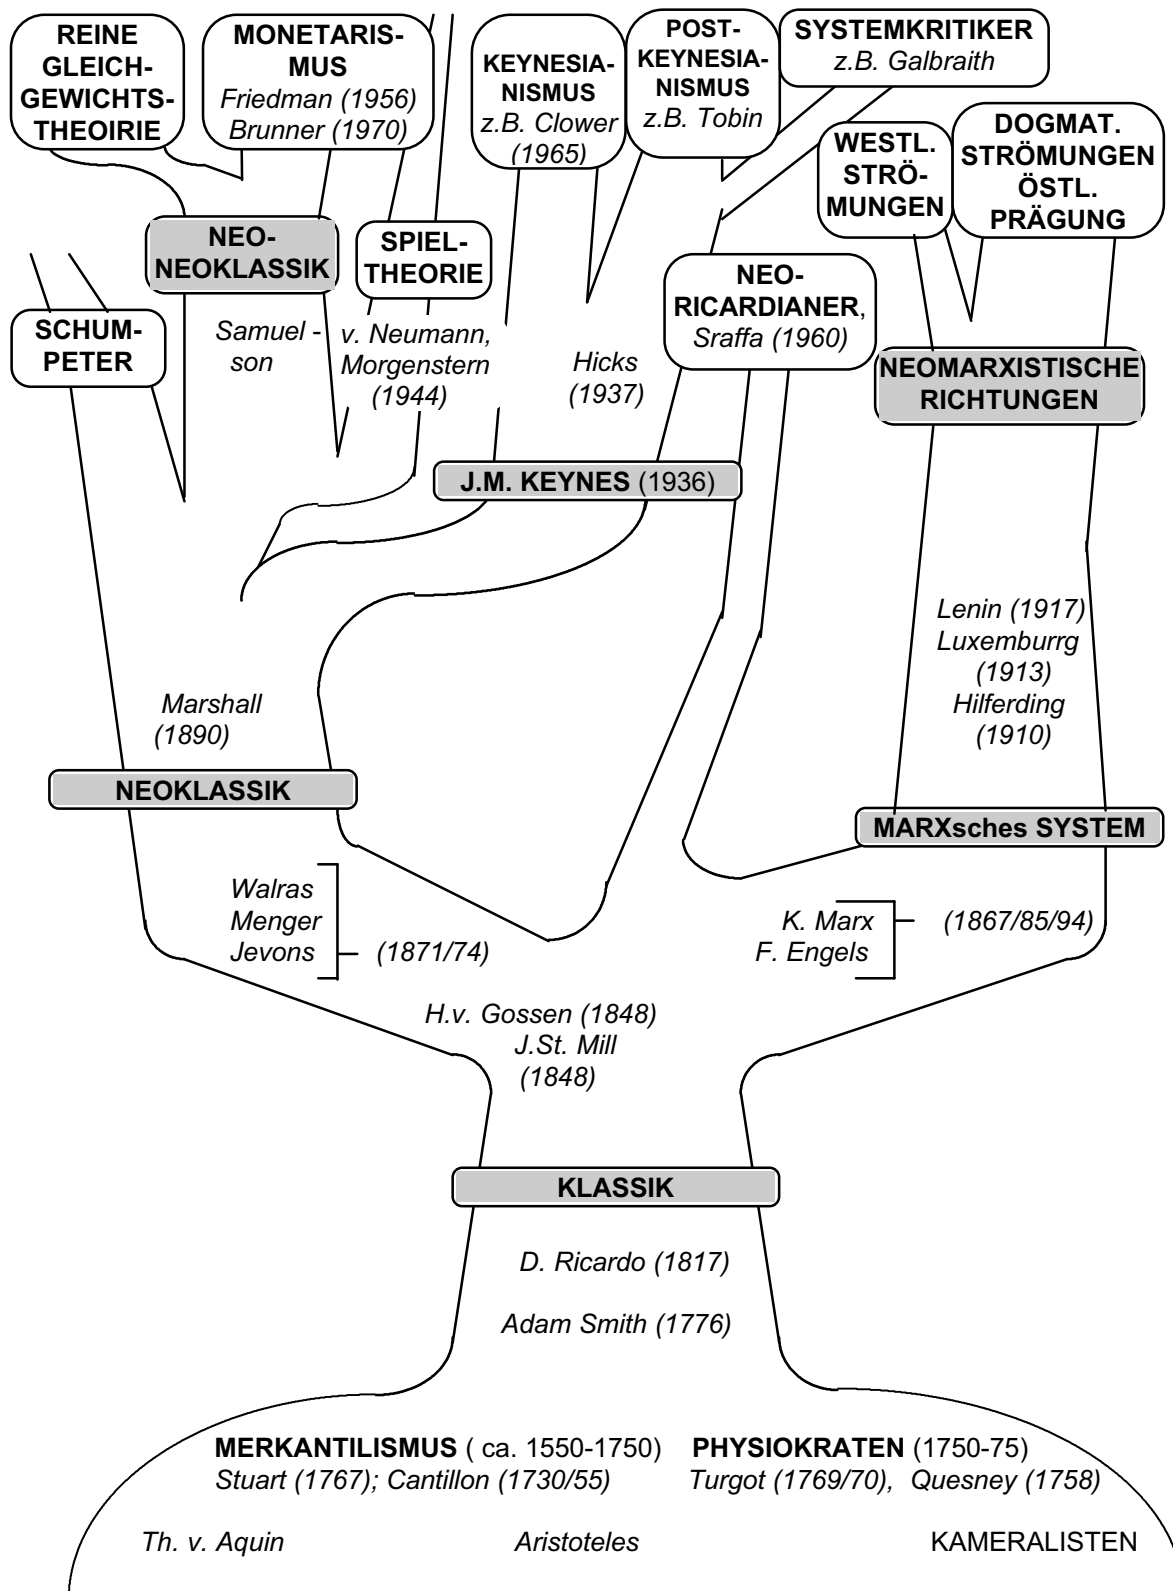 REINE
GLEICH-
GEWICHTS-
THEOIRIE
MONETARIS-
MUS
Friedman (1956)
Brunner (1970)
KEYNESIA-
NISMUS
z.B. Clower
(1965)
POST-
KEYNESIA-
NISMUS
z.B. Tobin
SYSTEMKRITIKER
z.B. Galbraith
WESTL.
STRÖ-
MUNGEN
DOGMAT.
STRÖMUNGEN
ÖSTL.
PRÄGUNG
NEO-
NEOKLASSIK
SPIEL-
THEORIE
NEO-
RICARDIANER,
Sraffa (1960)
SCHUM-
PETER
Samuel -
son
v. Neumann,
Morgenstern
(1944)
Hicks
(1937)
NEOMARXISTISCHE
RICHTUNGEN
J.M. KEYNES (1936)
Lenin (1917)
Luxemburrg
(1913)
Hilferding
(1910)
Marshall
(1890)
NEOKLASSIK
MARXsches SYSTEM
Walras
Menger
Jevons
(1871/74)
K. Marx
F. Engels
(1867/85/94)
H.v. Gossen (1848)
J.St. Mill
(1848)
KLASSIK
D. Ricardo (1817)
Adam Smith (1776)
MERKANTILISMUS ( ca. 1550-1750)
Stuart (1767); Cantillon (1730/55)
PHYSIOKRATEN (1750-75)
Turgot (1769/70), Quesney (1758)
Th. v. Aquin
Aristoteles
KAMERALISTEN